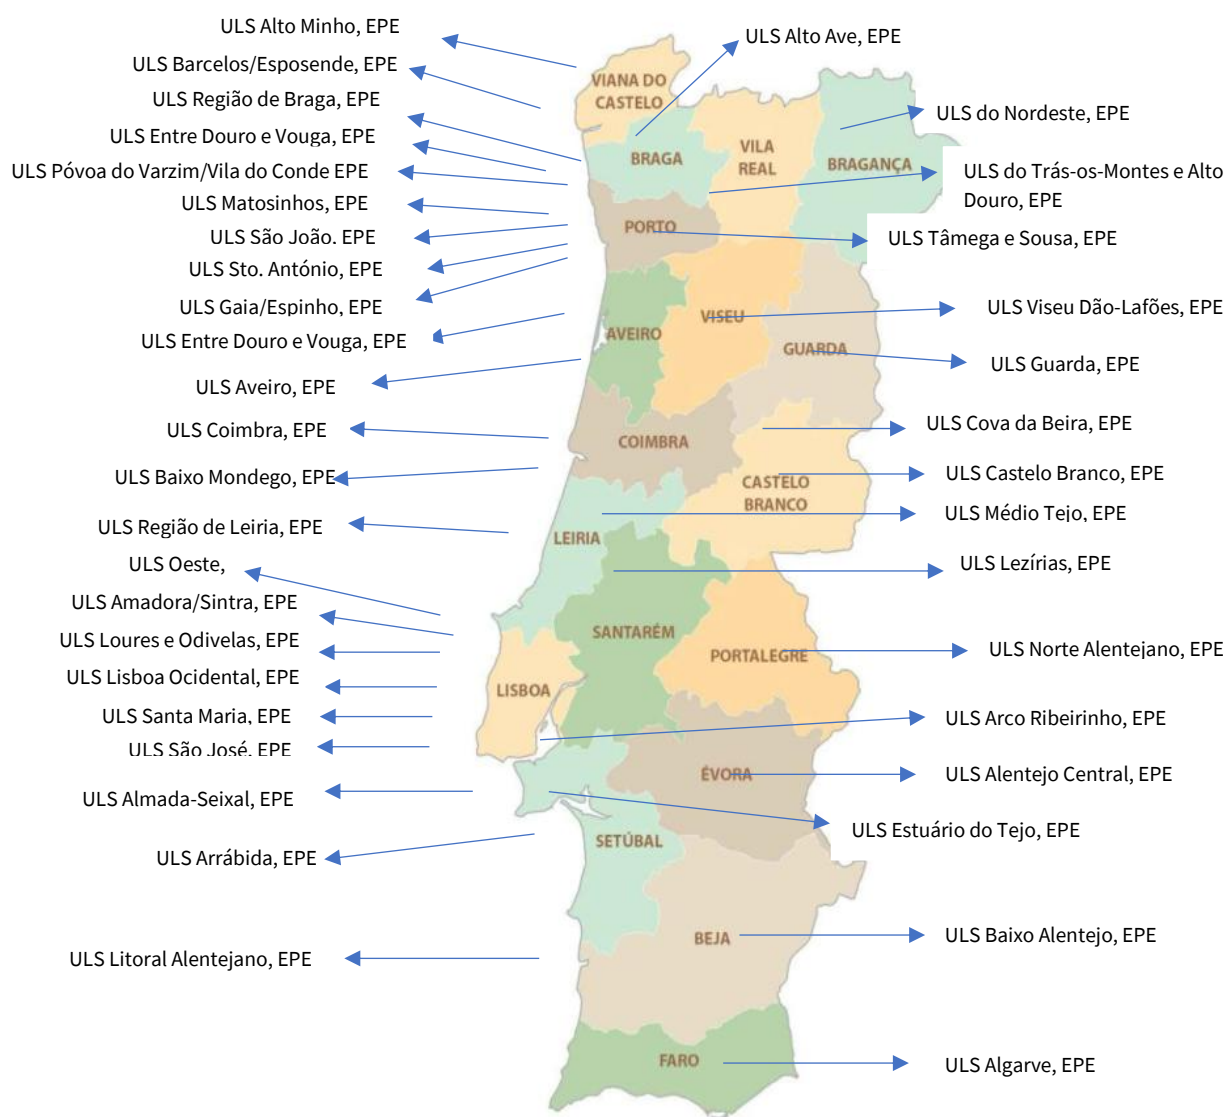 ULS Alto Minho, EPE
ULS Barcelos/Esposende, EPE
ULS Região de Braga, EPE
ULS Entre Douro e Vouga, EPE
ULS Póvoa do Varzim/Vila do Conde EPE
ULS Matosinhos, EPE
ULS São João. EPE
ULS Sto. António, EPE
ULS Gaia/Espinho, EPE
ULS Entre Douro e Vouga, EPE
ULS Aveiro, EPE
ULS Coimbra, EPE
ULS Baixo Mondego, EPE
ULS Região de Leiria, EPE
ULS Oeste,
ULS Amadora/Sintra, EPE
ULS Loures e Odivelas, EPE
ULS Lisboa Ocidental, EPE
ULS Santa Maria, EPE
ULS São José, EPE
ULS Almada-Seixal, EPE
ULS Arrábida, EPE
ULS Litoral Alentejano, EPE
VIANA DO
CASTELO
BRAGA
VILA
REAL
BRAGANÇA
PORTO
AVEIRO
VISEU
GUARDA
COIMBRA
CASTELO
BRANCO
LEIRIA
SANTARÉM
PORTALEGRE
LISBOA
ÉVORA
SETÚBAL
BEJA
FARO
ULS Alto Ave, EPE
ULS do Nordeste, EPE
ULS do Trás-os-Montes e Alto
Douro, EPE
ULS Tâmega e Sousa, EPE
ULS Viseu Dão-Lafões, EPE
ULS Guarda, EPE
ULS Cova da Beira, EPE
ULS Castelo Branco, EPE
ULS Médio Tejo, EPE
ULS Lezírias, EPE
ULS Norte Alentejano, EPE
ULS Arco Ribeirinho, EPE
ULS Alentejo Central, EPE
ULS Estuário do Tejo, EPE
ULS Baixo Alentejo, EPE
ULS Algarve, EPE